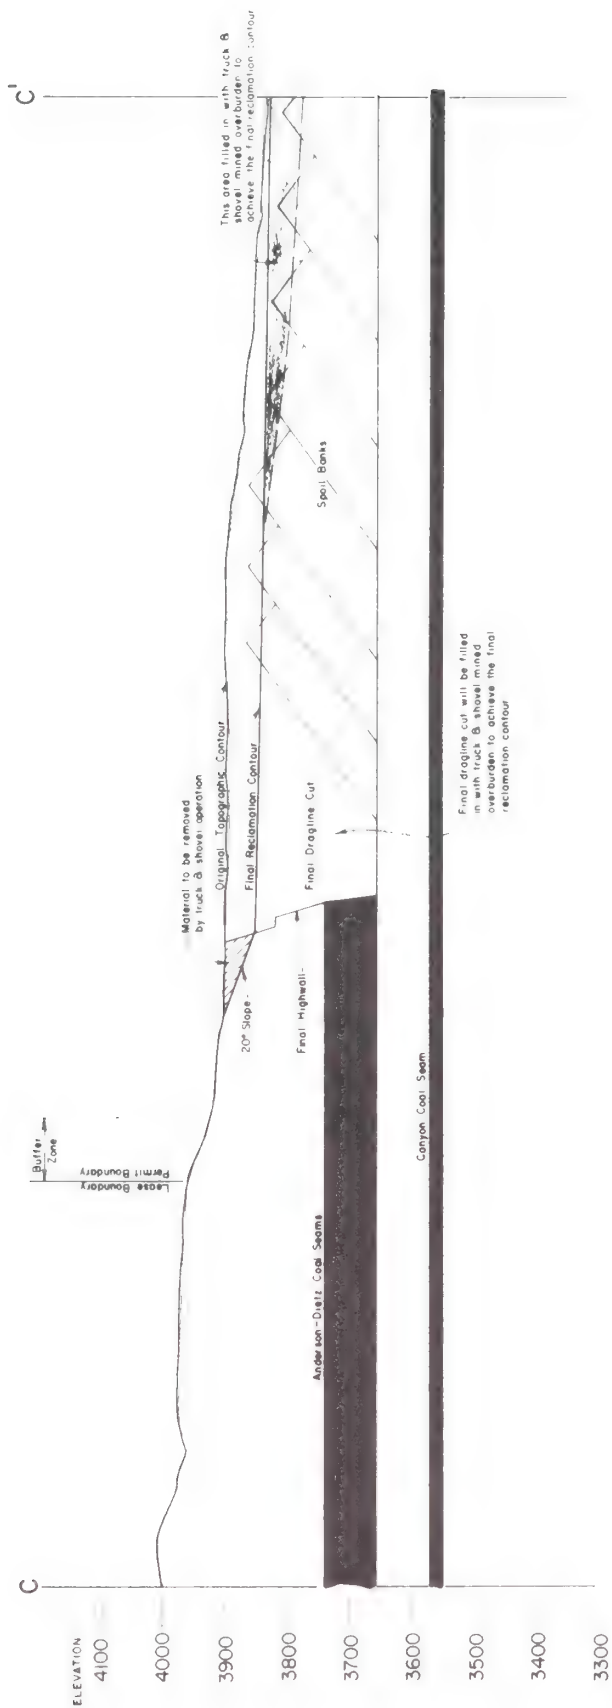 C
C'
ELEVATION
4100
4000
3900
3800
3700
3600
3500
3400
3300
Buffer
Zone
Lease Boundary
Permit Boundary
Material to be removed
by truck & shovel operation
Original Topographic Contour
Final Reclamation Contour
20° Slope-
Final Highwall-
Final Dragline Cut
This area filled in with truck &
shovel mined overburden to
achieve the final reclamation contour
Spoil Banks
Anderson-Dietz Coal Seams
Canyon Coal Seam
Final dragline cut will be filled
in with truck & shovel mined
overburden to achieve the final
reclamation contour